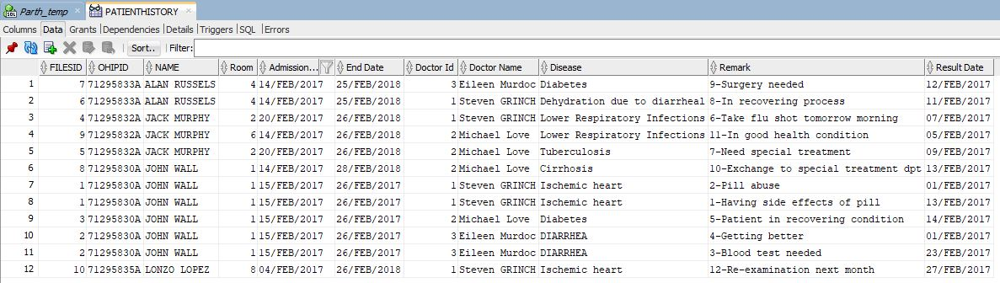 Parth_temp × PATIENTHISTORY ×
Columns Data Grants Dependencies Details Triggers SQL Errors
Sort.. Filter:
FILESID OHIPID NAME Room Admission... End Date Doctor Id Doctor Name Disease Remark Result Date
1 7 71295833A ALAN RUSSELS 4 14/FEB/2017 25/FEB/2018 3 Eileen Murdoc Diabetes 9-Surgery needed 12/FEB/2017
2 6 71295833A ALAN RUSSELS 4 14/FEB/2017 25/FEB/2018 1 Steven GRINCH Dehydration due to diarrheal 8-In recovering process 11/FEB/2017
3 4 71295832A JACK MURPHY 2 20/FEB/2017 26/FEB/2017 1 Steven GRINCH Lower Respiratory Infections 6-Take flu shot tomorrow morning 07/FEB/2017
4 9 71295832A JACK MURPHY 6 14/FEB/2017 26/FEB/2017 2 Michael Love Lower Respiratory Infections 11-In good health condition 05/FEB/2017
5 5 71295832A JACK MURPHY 2 20/FEB/2017 26/FEB/2017 2 Michael Love Tuberculosis 7-Need special treatment 09/FEB/2017
6 8 71295830A JOHN WALL 1 14/FEB/2017 28/FEB/2018 2 Michael Love Cirrhosis 10-Exchange to special treatment dpt 13/FEB/2017
7 1 71295830A JOHN WALL 1 15/FEB/2017 26/FEB/2017 1 Steven GRINCH Ischemic heart 2-Pill abuse 01/FEB/2017
8 1 71295830A JOHN WALL 1 15/FEB/2017 26/FEB/2017 1 Steven GRINCH Ischemic heart 1-Having side effects of pill 13/FEB/2017
9 3 71295830A JOHN WALL 1 15/FEB/2017 26/FEB/2017 2 Michael Love Diabetes 5-Patient in recovering condition 14/FEB/2017
10 2 71295830A JOHN WALL 1 15/FEB/2017 26/FEB/2017 3 Eileen Murdoc DIARRHEA 4-Getting better 01/FEB/2017
11 2 71295830A JOHN WALL 1 15/FEB/2017 26/FEB/2017 3 Eileen Murdoc DIARRHEA 3-Blood test needed 23/FEB/2017
12 10 71295835A LONZO LOPEZ 8 04/FEB/2017 26/FEB/2018 1 Steven GRINCH Ischemic heart 12-Re-examination next month 27/FEB/2017